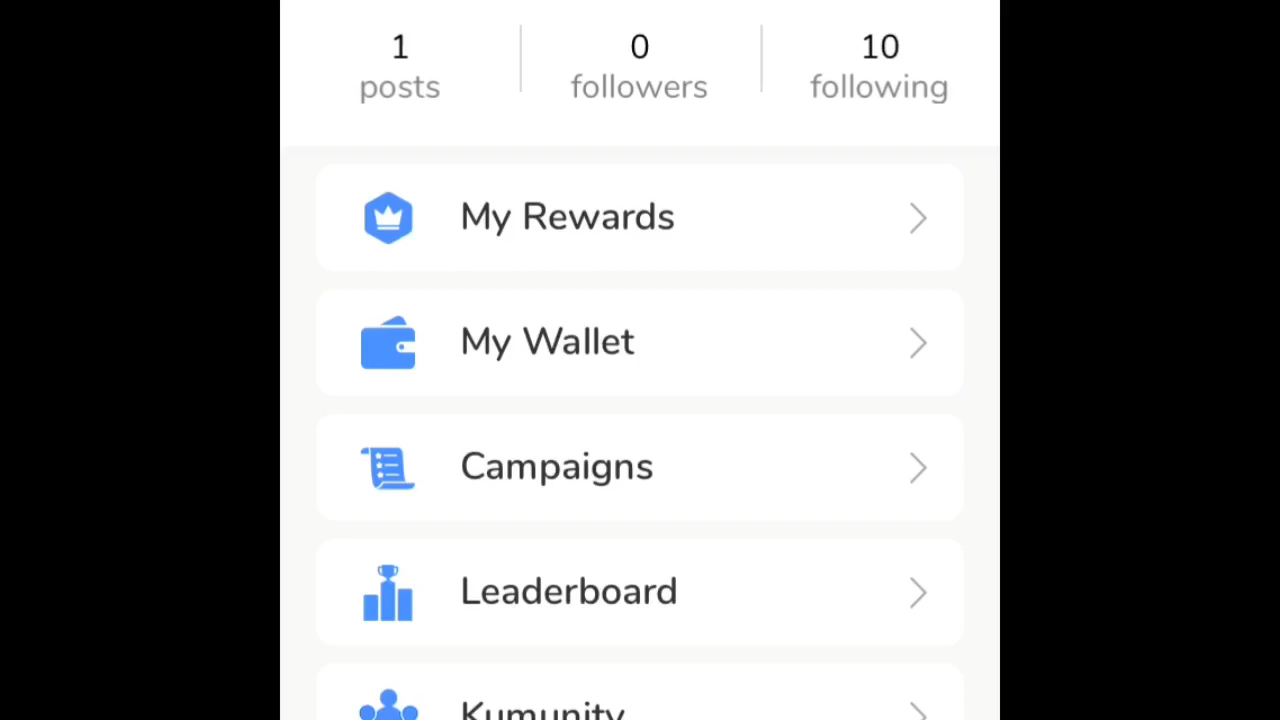 1 0 10
posts followers following
My Rewards
My Wallet
Campaigns
Leaderboard
Kumunity